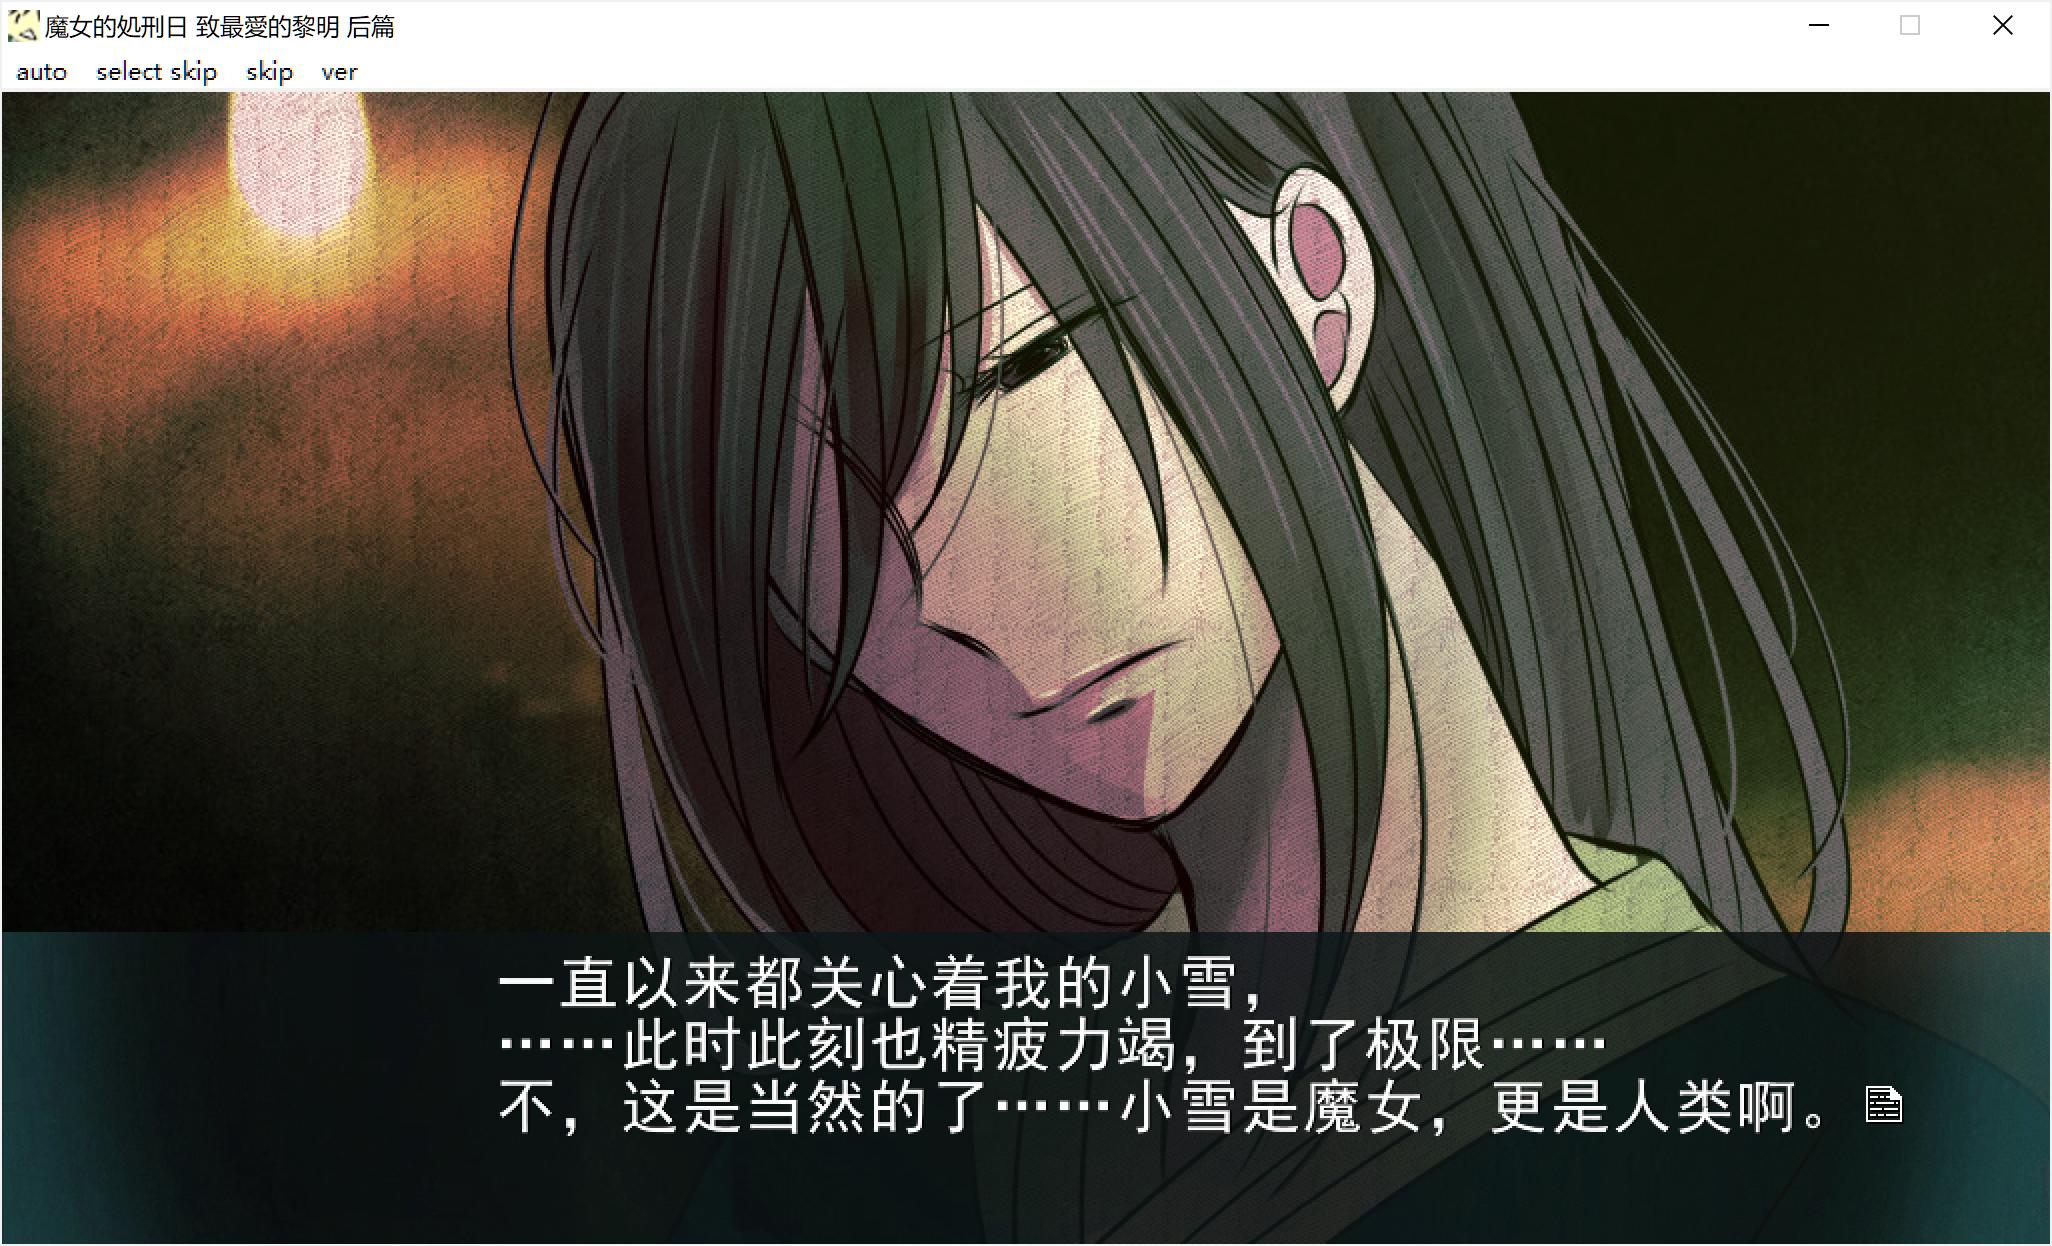 魔女的処刑日 致最愛的黎明 后篇
auto select skip skip ver
一直以来都关心着我的小雪，
……此时此刻也精疲力竭，到了极限……
不，这是当然的了……小雪是魔女，更是人类啊。